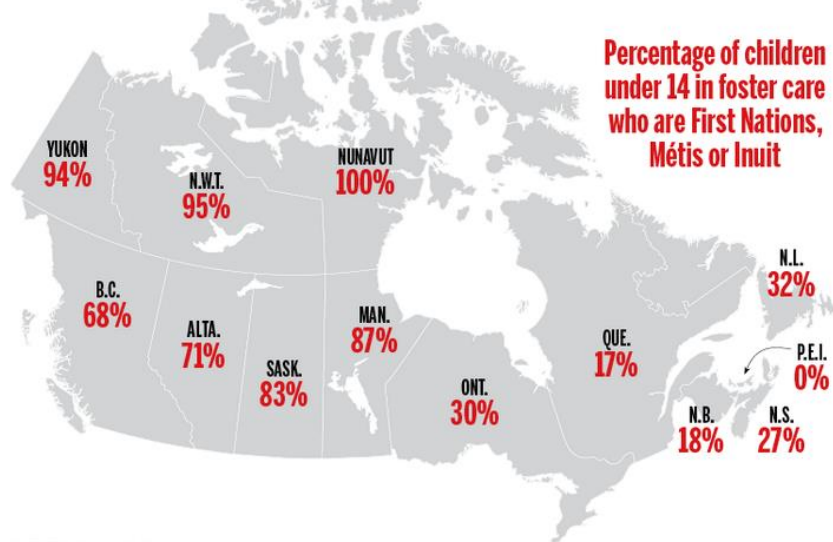 Percentage of children
under 14 in foster care
who are First Nations,
Métis or Inuit
YUKON
94%
N.W.T.
95%
NUNAVUT
100%
B.C.
68%
ALTA.
71%
SASK.
83%
MAN.
87%
ONT.
30%
QUE.
17%
N.L.
32%
P.E.I.
0%
N.B.
18%
N.S.
27%